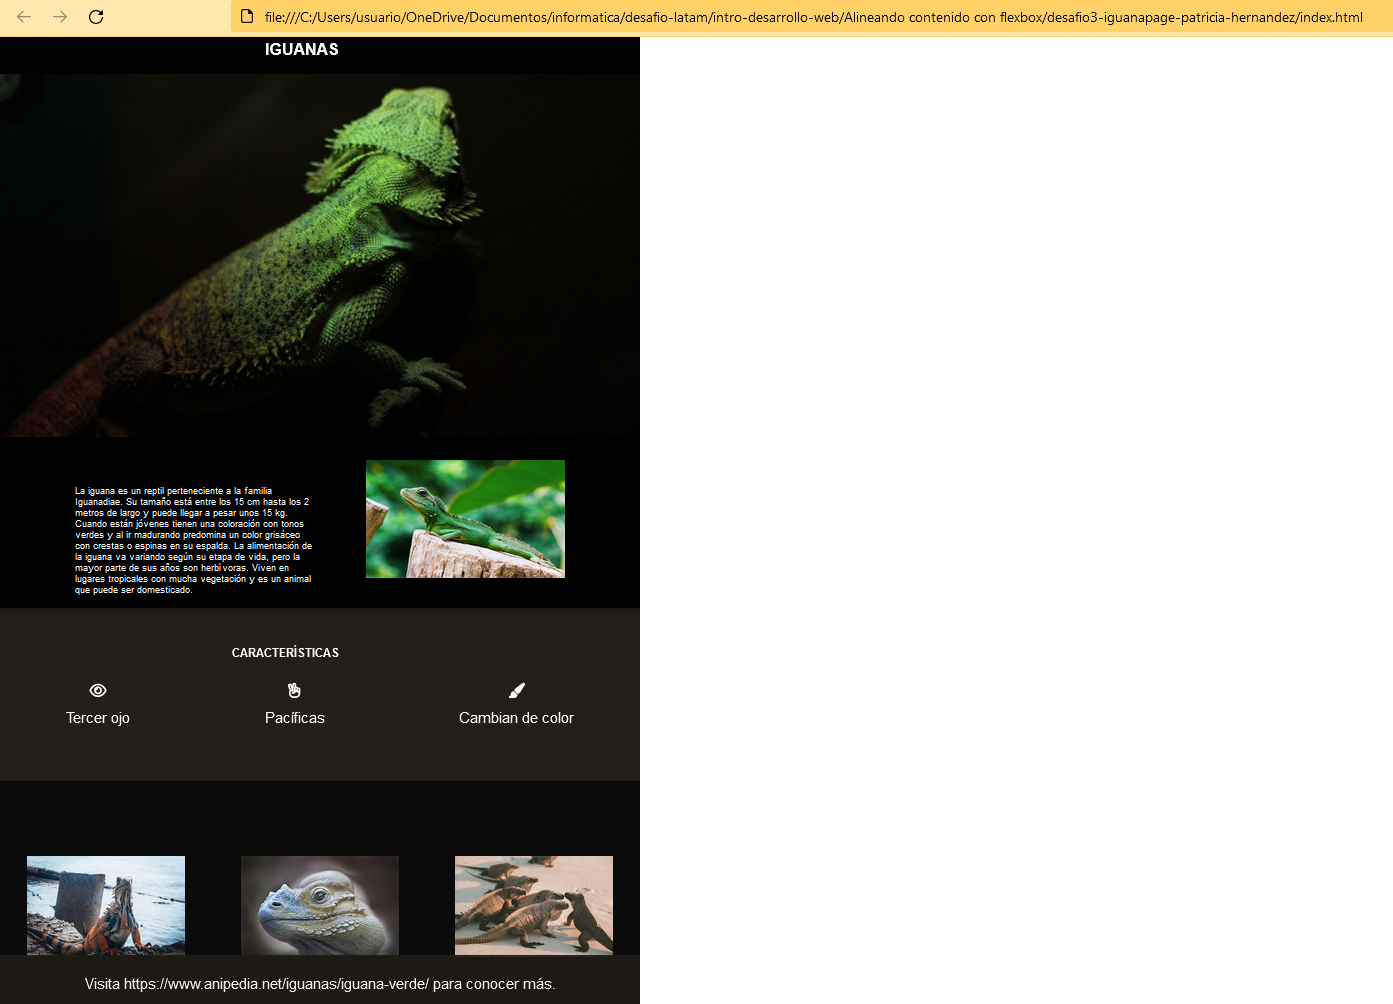 file:///C:/Users/usuario/OneDrive/Documentos/informatica/desafio-latam/intro-desarrollo-web/Alineando contenido con flexbox/desafio3-iguanapage-patricia-hernandez/index.html
IGUANAS
La iguana es un reptil perteneciente a la familia
Iguanadiae. Su tamaño está entre los 15 cm hasta los 2
metros de largo y puede llegar a pesar unos 15 kg.
Cuando están jóvenes tienen una coloración con tonos
verdes y al ir madurando predomina un color grisáceo
con crestas o espinas en su espalda. La alimentación de
la iguana va variando según su etapa de vida, pero la
mayor parte de sus años son herbívoras. Viven en
lugares tropicales con mucha vegetación y es un animal
que puede ser domesticado.
CARACTERÍSTICAS
Tercer ojo
Pacíficas
Cambian de color
Visita https://www.anipedia.net/iguanas/iguana-verde/ para conocer más.